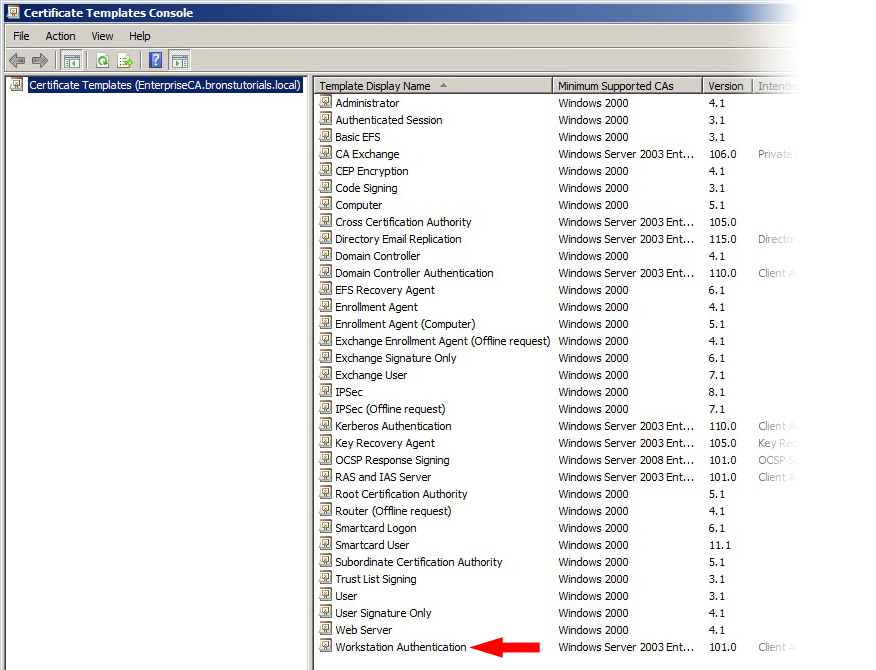 Certificate Templates Console
File Action View Help
Certificate Templates (EnterpriseCA.bronstutorials.local)
Template Display Name Minimum Supported CAs Version Intende
Administrator Windows 2000 4.1
Authenticated Session Windows 2000 3.1
Basic EFS Windows 2000 3.1
CA Exchange Windows Server 2003 Ent... 106.0 Private
CEP Encryption Windows 2000 4.1
Code Signing Windows 2000 3.1
Computer Windows 2000 5.1
Cross Certification Authority Windows Server 2003 Ent... 105.0
Directory Email Replication Windows Server 2003 Ent... 115.0 Director
Domain Controller Windows 2000 4.1
Domain Controller Authentication Windows Server 2003 Ent... 110.0 Client A
EFS Recovery Agent Windows 2000 6.1
Enrollment Agent Windows 2000 4.1
Enrollment Agent (Computer) Windows 2000 5.1
Exchange Enrollment Agent (Offline request) Windows 2000 4.1
Exchange Signature Only Windows 2000 6.1
Exchange User Windows 2000 7.1
IPSec Windows 2000 8.1
IPSec (Offline request) Windows 2000 7.1
Kerberos Authentication Windows Server 2003 Ent... 110.0 Client A
Key Recovery Agent Windows Server 2003 Ent... 105.0 Key Rec
OCSP Response Signing Windows Server 2008 Ent... 101.0 OCSP S
RAS and IAS Server Windows Server 2003 Ent... 101.0 Client A
Root Certification Authority Windows 2000 5.1
Router (Offline request) Windows 2000 4.1
Smartcard Logon Windows 2000 6.1
Smartcard User Windows 2000 11.1
Subordinate Certification Authority Windows 2000 5.1
Trust List Signing Windows 2000 3.1
User Windows 2000 3.1
User Signature Only Windows 2000 4.1
Web Server Windows 2000 4.1
Workstation Authentication Windows Server 2003 Ent... 101.0 Client A